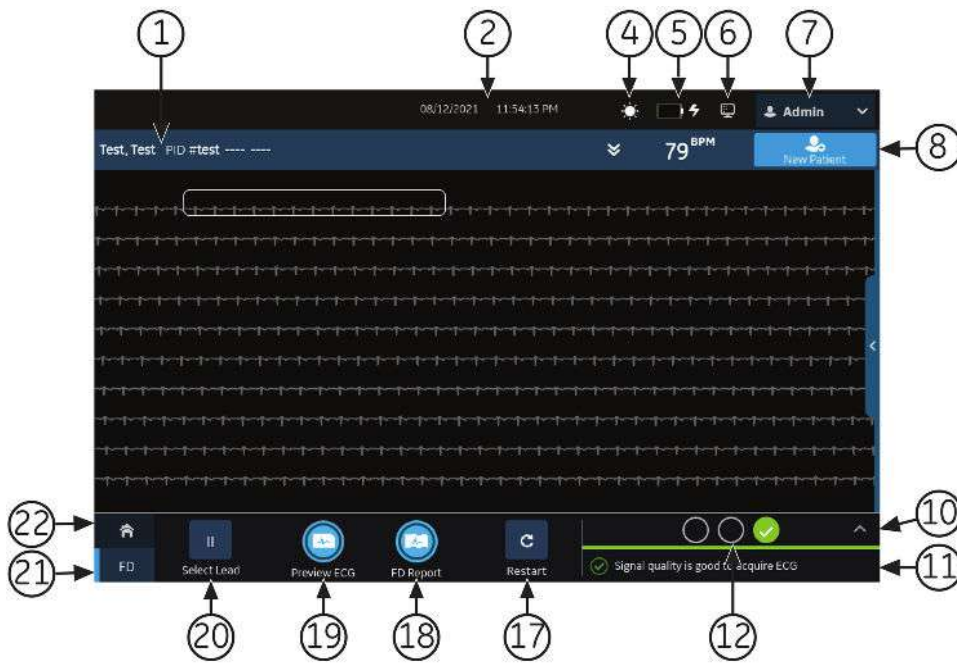 1 2 4 5 6 7
08/12/2021 11:54:13 PM Admin
Test, Test PID #test ---- ---- 79 BPM New Patient 8
22 10
FD Select Lead Preview ECG FD Report Restart Signal quality is good to acquire ECG
21 11
20 19 18 17 12